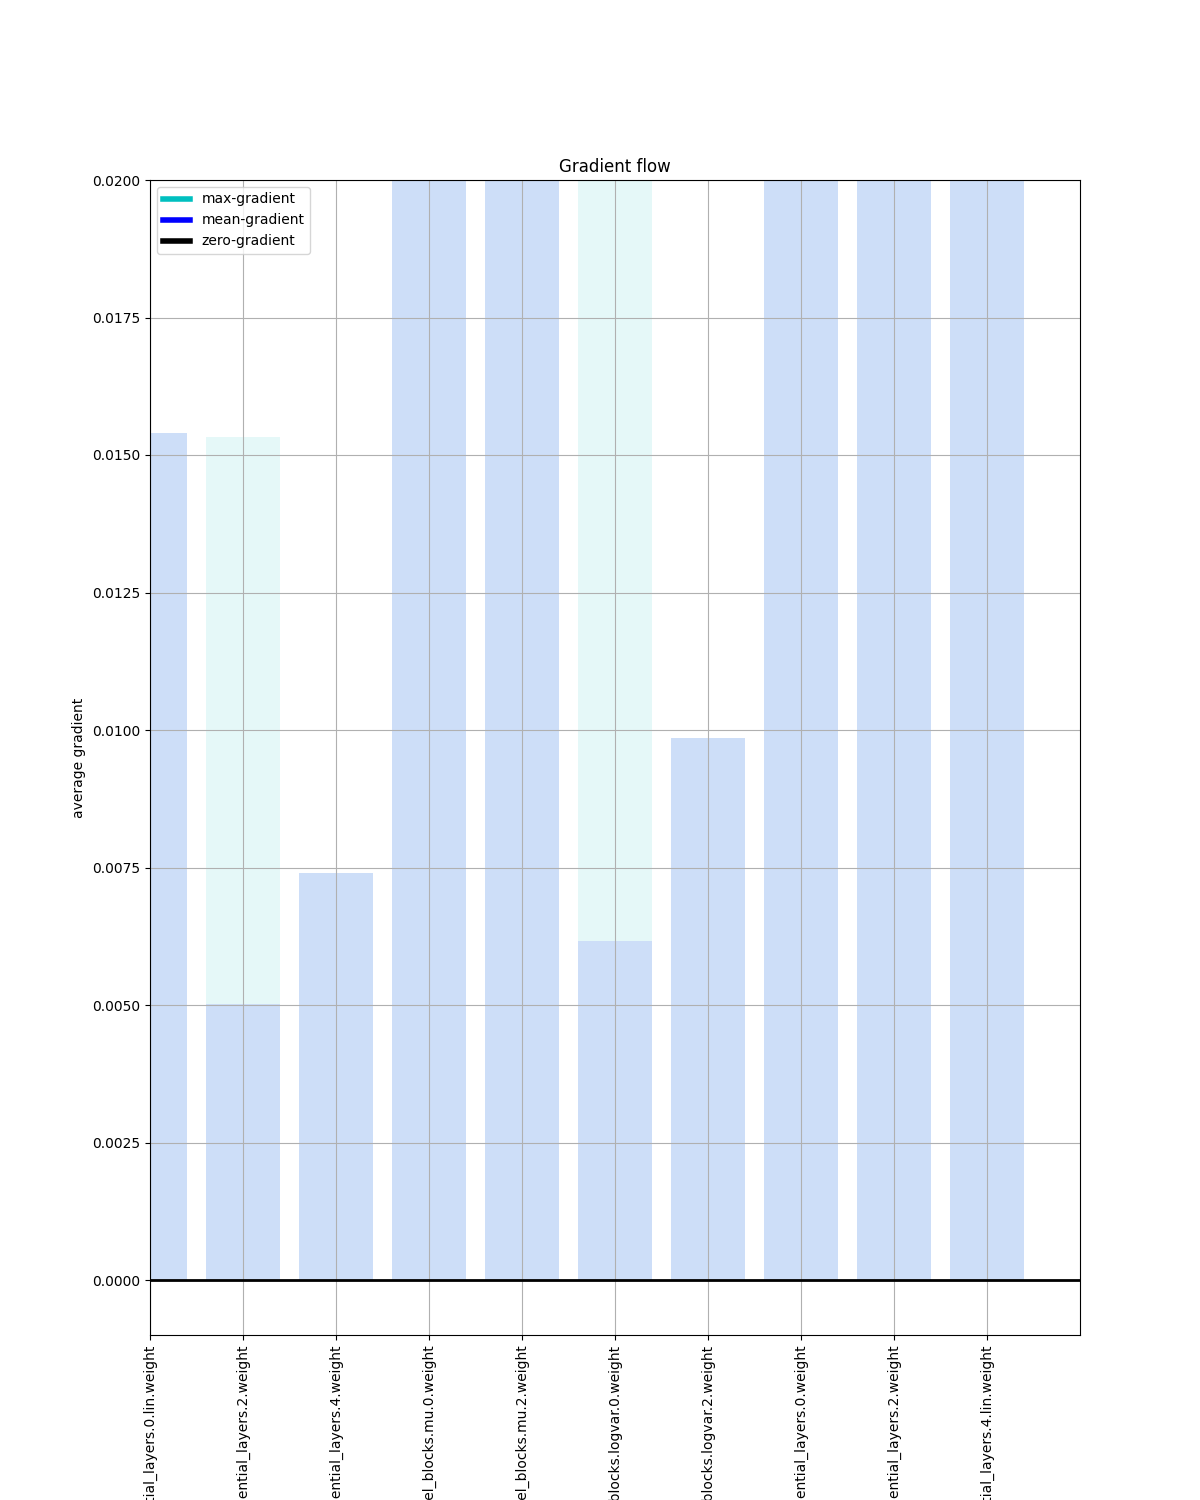 Gradient flow
max-gradient
mean-gradient
zero-gradient
0.0200
0.0175
0.0150
0.0125
0.0100
0.0075
0.0050
0.0025
0.0000
average gradient
tial_layers.0.lin.weight
ential_layers.2.weight
ential_layers.4.weight
el_blocks.mu.0.weight
el_blocks.mu.2.weight
blocks.logvar.0.weight
blocks.logvar.2.weight
ential_layers.0.weight
ential_layers.2.weight
tial_layers.4.lin.weight